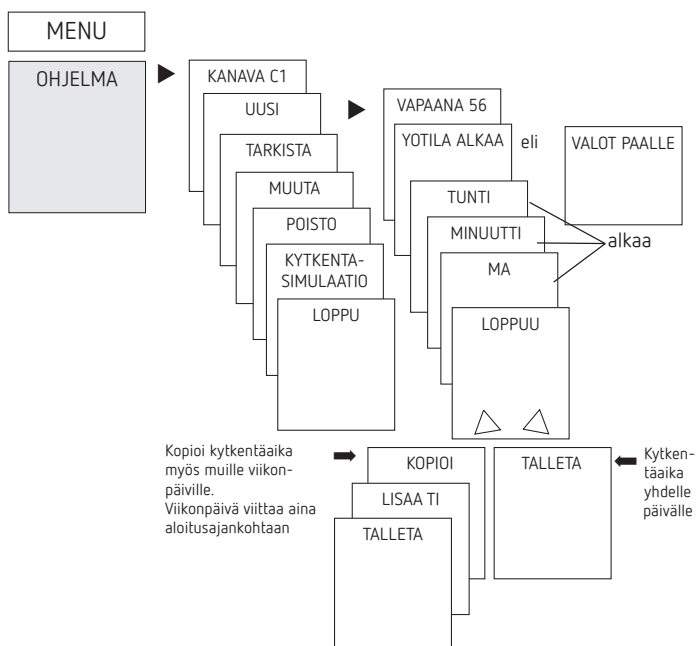 MENU
OHJELMA
KANAVA C1
UUSI
TARKISTA
MUUTA
POISTO
KYTKENTA-
SIMULAATIO
LOPPU
VAPAANA 56
YOTILA ALKAA
eli
VALOT PAALLE
TUNTI
MINUUTTI
alkaa
MA
LOPPUU
Kopioi kytkentäaika
myös muille viikon-
päiville.
Viikonpäivä viittaa aina
aloitusajankohtaan
KOPIOI
LISAA TI
TALLETA
TALLETA
Kytken-
täaika
yhdelle
päivälle